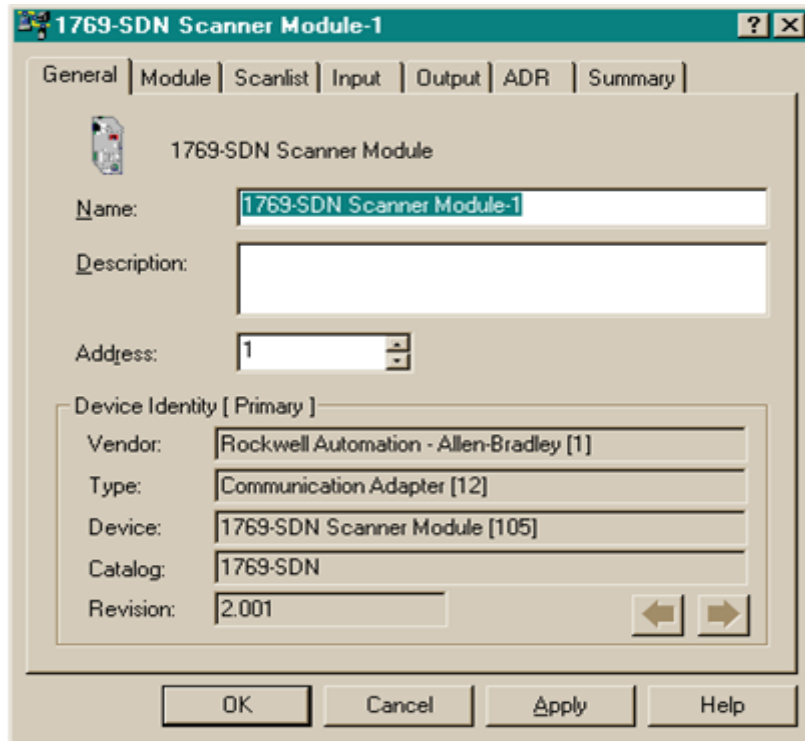 1769-SDN Scanner Module-1
General Module Scanlist Input Output ADR Summary
1769-SDN Scanner Module
Name: 1769-SDN Scanner Module-1
Description:
Address: 1
Device Identity [ Primary ]
Vendor: Rockwell Automation - Allen-Bradley [1]
Type: Communication Adapter [12]
Device: 1769-SDN Scanner Module [105]
Catalog: 1769-SDN
Revision: 2.001
OK Cancel Apply Help